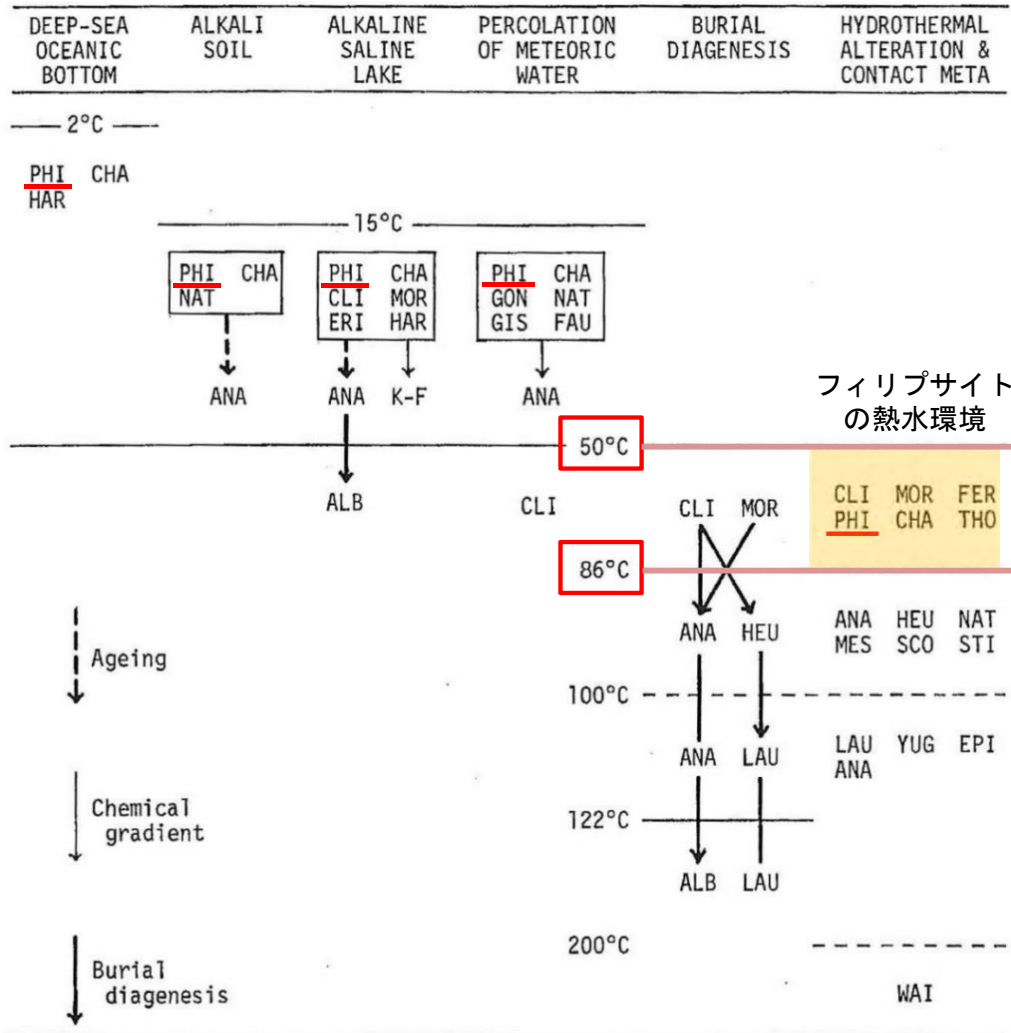 DEEP-SEA OCEANIC BOTTOM
ALKALI SOIL
ALKALINE SALINE LAKE
PERCOLATION OF METEORIC WATER
BURIAL DIAGENESIS
HYDROTHERMAL ALTERATION & CONTACT META
2°C
PHI CHA
HAR
15°C
PHI CHA
NAT
PHI CHA
CLI MOR
ERI HAR
PHI CHA
GON NAT
GIS FAU
ANA
ANA K-F
ANA
フィリプサイト
の熱水環境
50°C
ALB
CLI
CLI MOR
CLI MOR FER
PHI CHA THO
86°C
ANA HEU
ANA HEU NAT
MES SCO STI
Ageing
100°C
ANA LAU
LAU YUG EPI
ANA
Chemical
gradient
122°C
ALB LAU
200°C
Burial
diagenesis
WAI